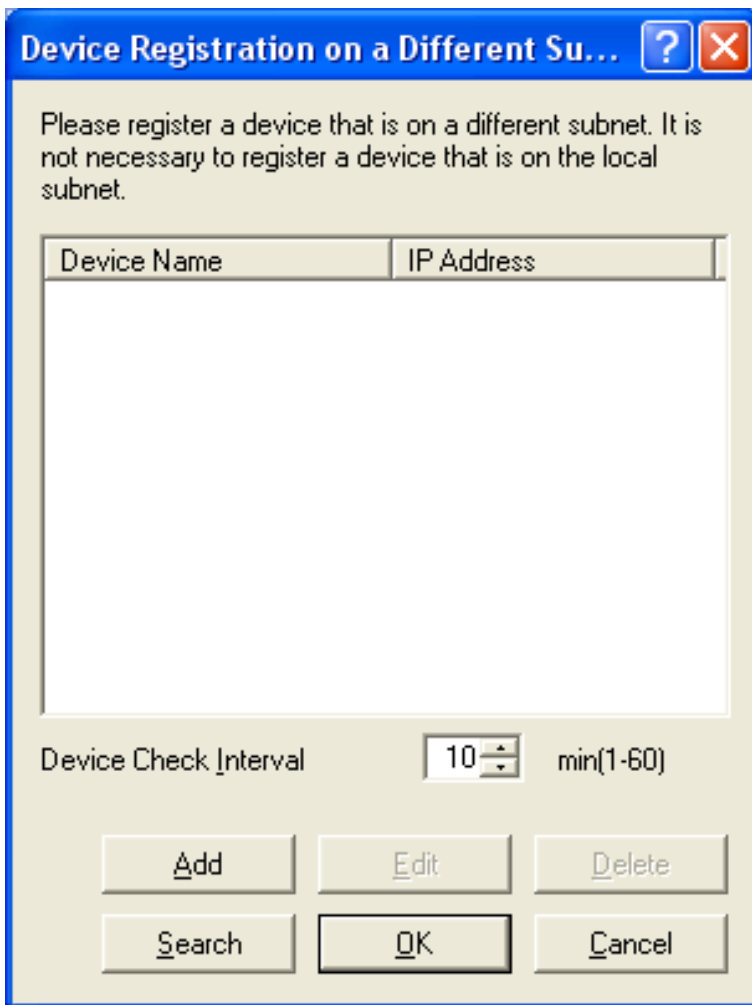 Device Registration on a Different Su...
Please register a device that is on a different subnet. It is
not necessary to register a device that is on the local
subnet.
Device Name IP Address
Device Check Interval 10 min(1-60)
Add Edit Delete
Search OK Cancel